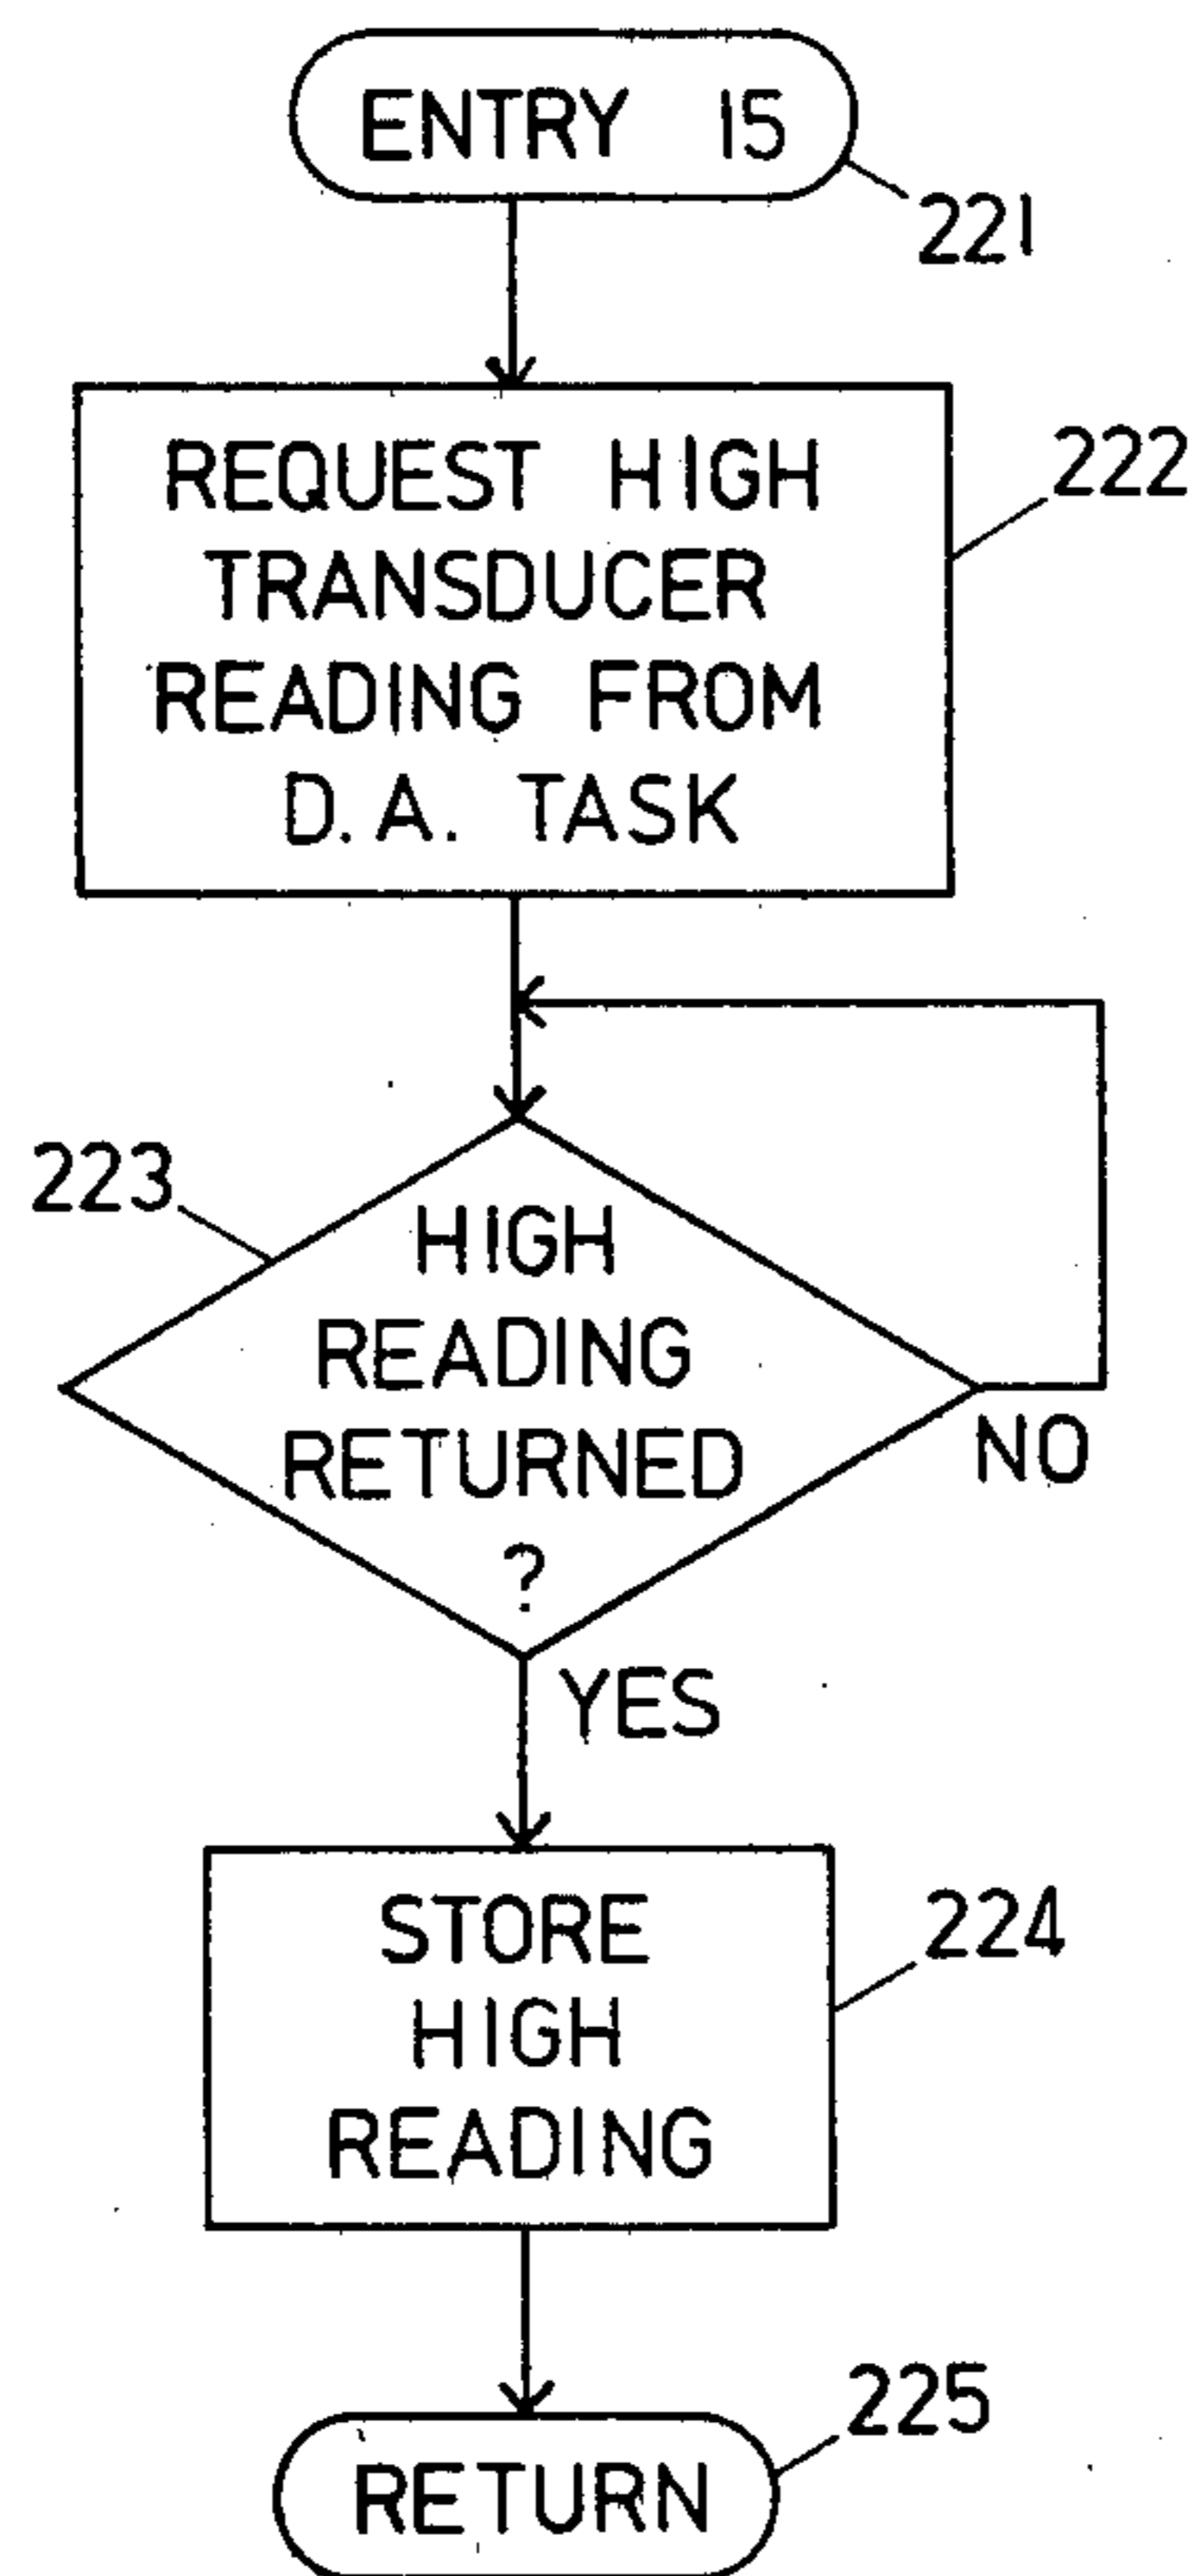 ENTRY 15
221
REQUEST HIGH
TRANSDUCER
READING FROM
D.A. TASK
222
223
HIGH
READING
RETURNED
?
NO
YES
STORE
HIGH
READING
224
225
RETURN